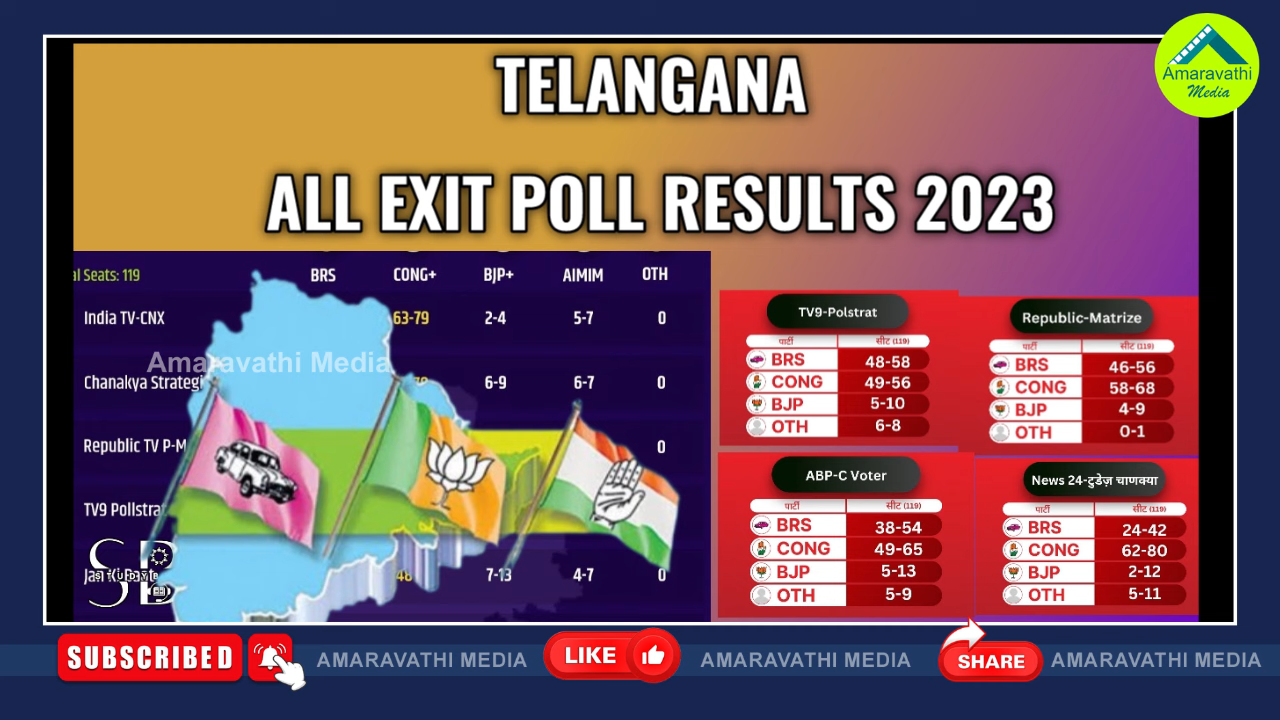 Amaravathi
Media
TELANGANA
ALL EXIT POLL RESULTS 2023
al Seats: 119 BRS CONG+ BJP+ AIMIM OTH
India TV-CNX 63-79 2-4 5-7 0
Amaravathi Media
Chanakya Strategi 6-9 6-7 0
Republic TV P-M 0
TV9 Pollstra
7-13 4-7 0
TV9-Polstrat
पार्टी सीट (119)
BRS 48-58
CONG 49-56
BJP 5-10
OTH 6-8
Republic-Matrize
पार्टी सीट (119)
BRS 46-56
CONG 58-68
BJP 4-9
OTH 0-1
ABP-C Voter
पार्टी सीट (119)
BRS 38-54
CONG 49-65
BJP 5-13
OTH 5-9
News 24-टुडेज़ चाणक्या
पार्टी सीट (119)
BRS 24-42
CONG 62-80
BJP 2-12
OTH 5-11
SUBSCRIBED AMARAVATHI MEDIA LIKE AMARAVATHI MEDIA SHARE AMARAVATHI MEDIA